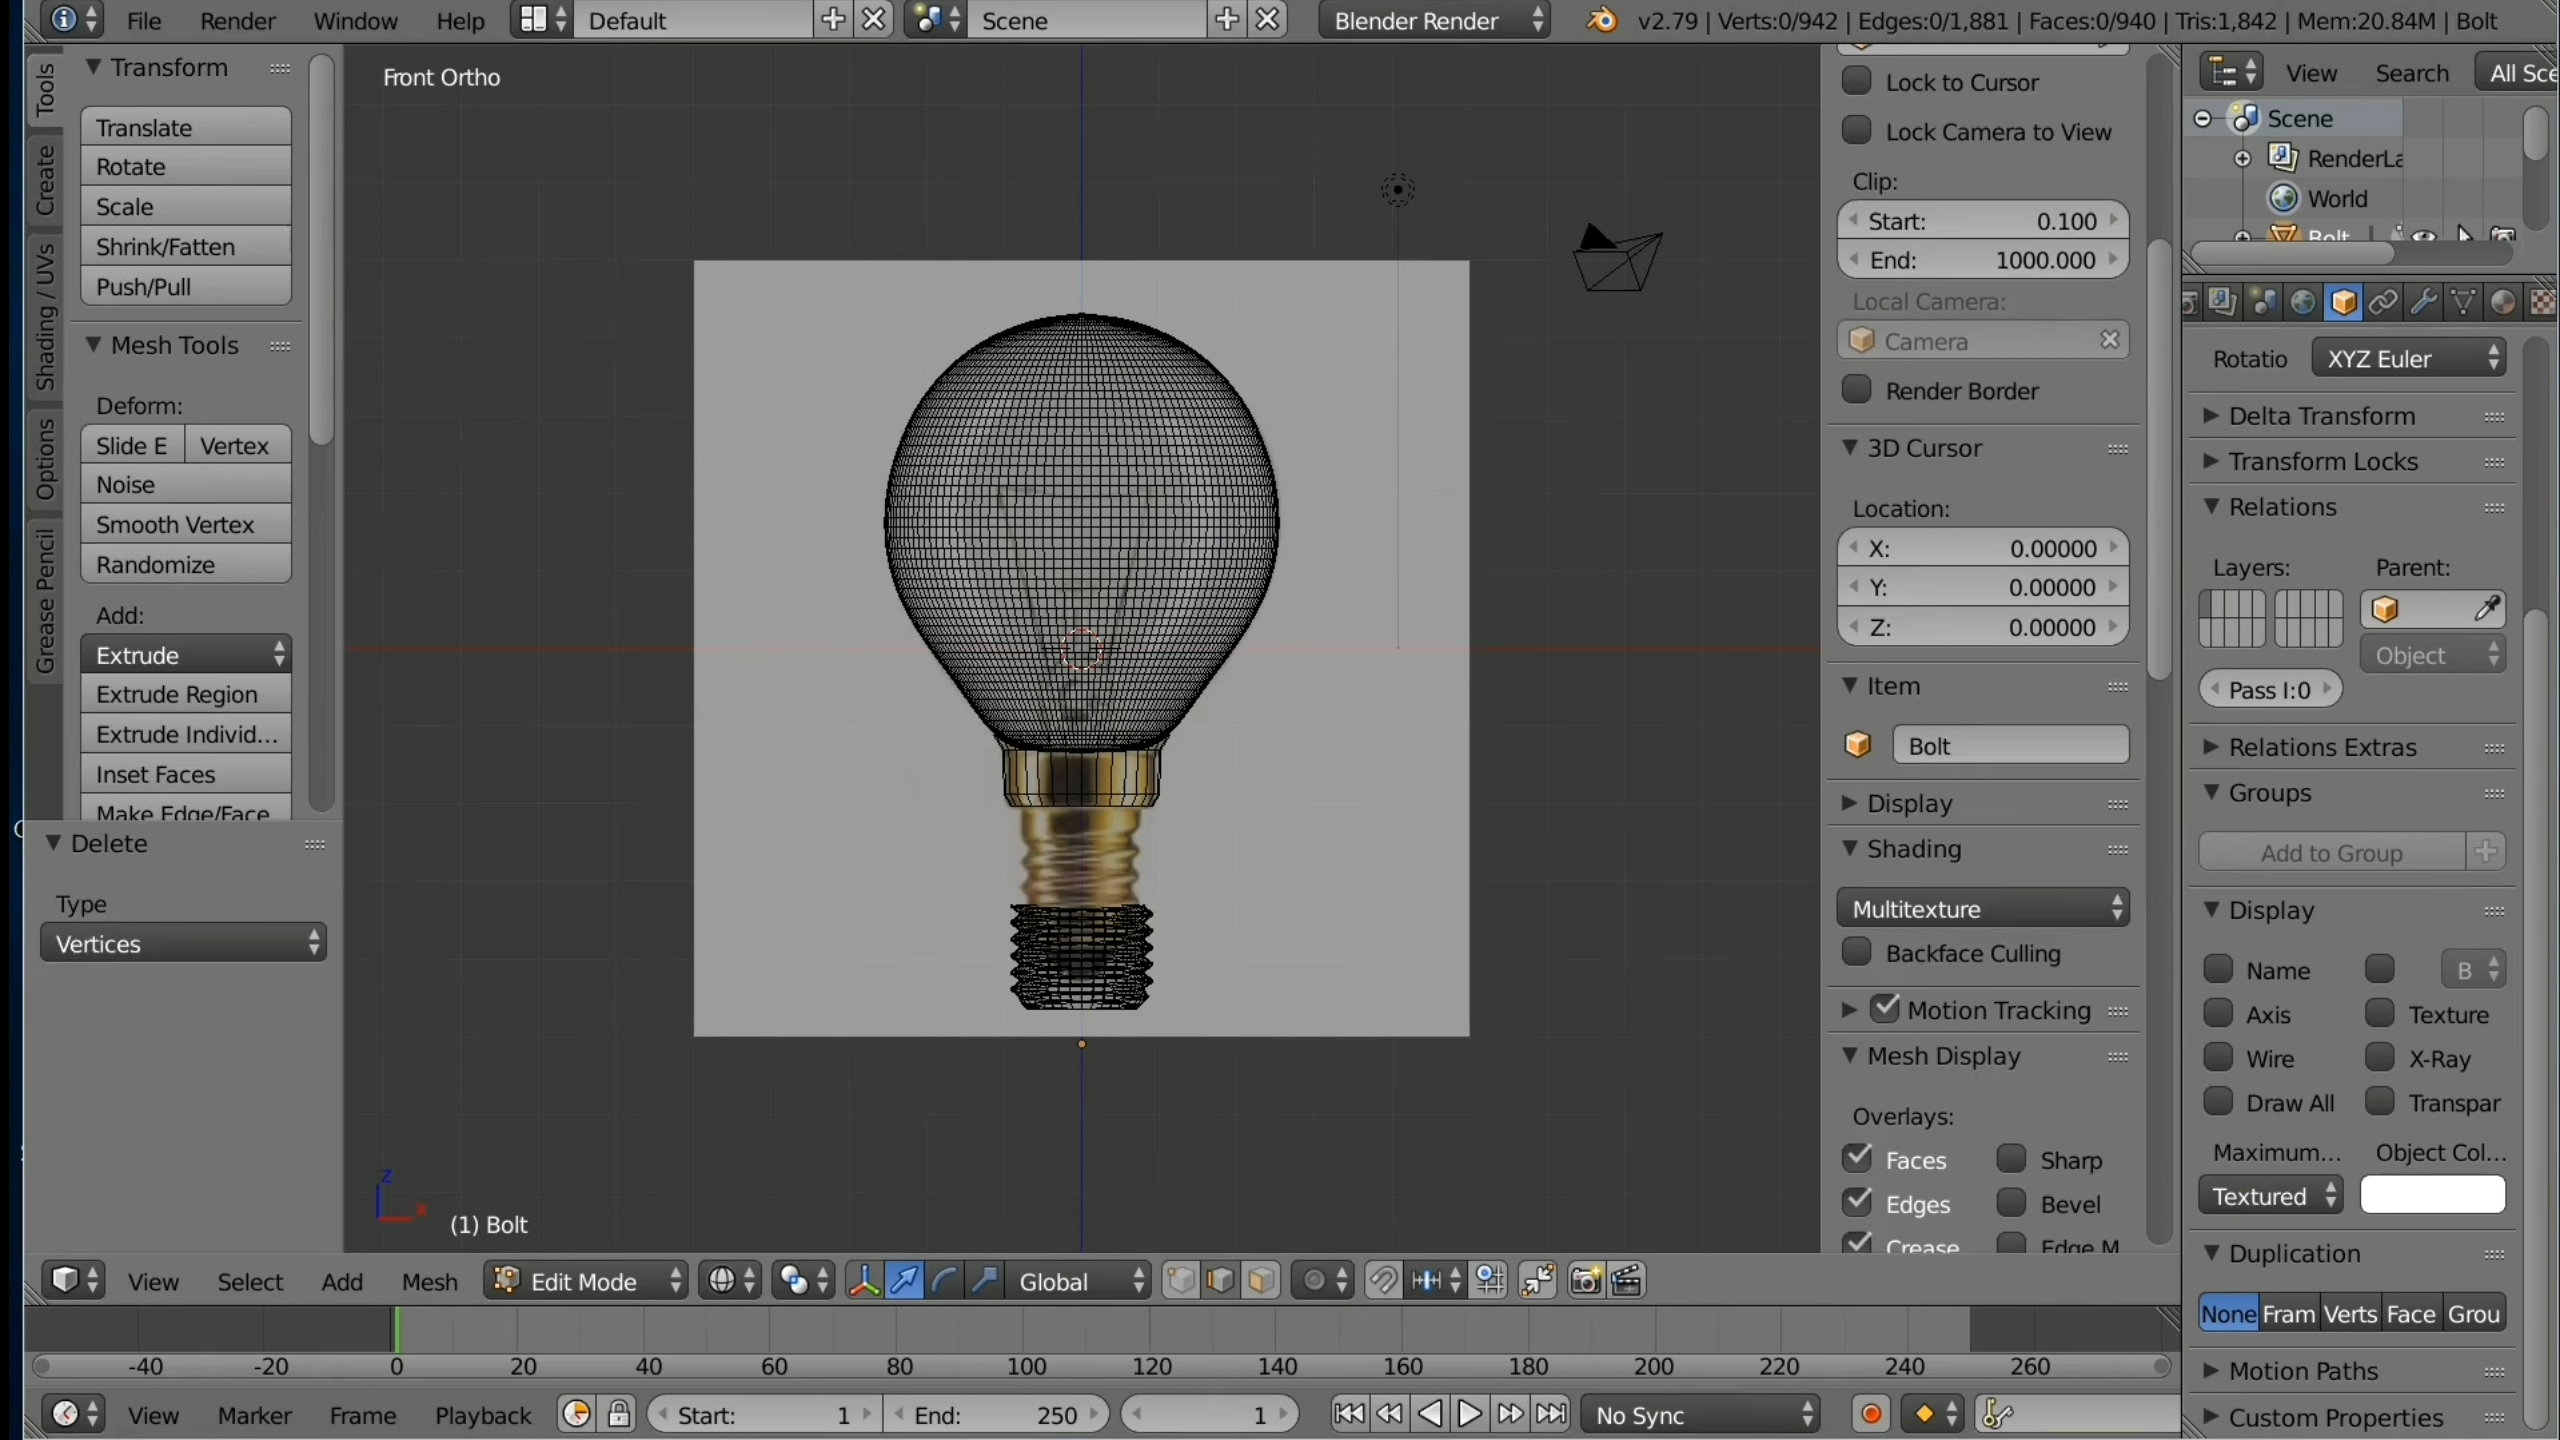 File Render Window Help Default Scene Blender Render v2.79 | Verts:0/942 | Edges:0/1,881 | Faces:0/940 | Tris:1,842 | Mem:20.84M | Bolt
Tools
Create
Shading / UVs
Options
Grease Pencil
Transform
Translate
Rotate
Scale
Shrink/Fatten
Push/Pull
Mesh Tools
Deform:
Slide E Vertex
Noise
Smooth Vertex
Randomize
Add:
Extrude
Extrude Region
Extrude Individ...
Inset Faces
Make Edge/Face
Delete
Type
Vertices
Front Ortho
z
x
(1) Bolt
Lock to Cursor
Lock Camera to View
Clip:
Start: 0.100
End: 1000.000
Local Camera:
Camera
Render Border
3D Cursor
Location:
X: 0.00000
Y: 0.00000
Z: 0.00000
Item
Bolt
Display
Shading
Multitexture
Backface Culling
Motion Tracking
Mesh Display
Overlays:
Faces Sharp
Edges Bevel
Crease Edge M
View Search All Sce
Scene
RenderLa
World
Bolt
Rotatio XYZ Euler
Delta Transform
Transform Locks
Relations
Layers: Parent:
Object
Pass I:0
Relations Extras
Groups
Add to Group
Display
Name B
Axis Texture
Wire X-Ray
Draw All Transpar
Maximum... Object Col...
Textured
Duplication
None Fram Verts Face Grou
Motion Paths
Custom Properties
View Select Add Mesh Edit Mode Global
-40 -20 0 20 40 60 80 100 120 140 160 180 200 220 240 260
View Marker Frame Playback Start: 1 End: 250 1 No Sync